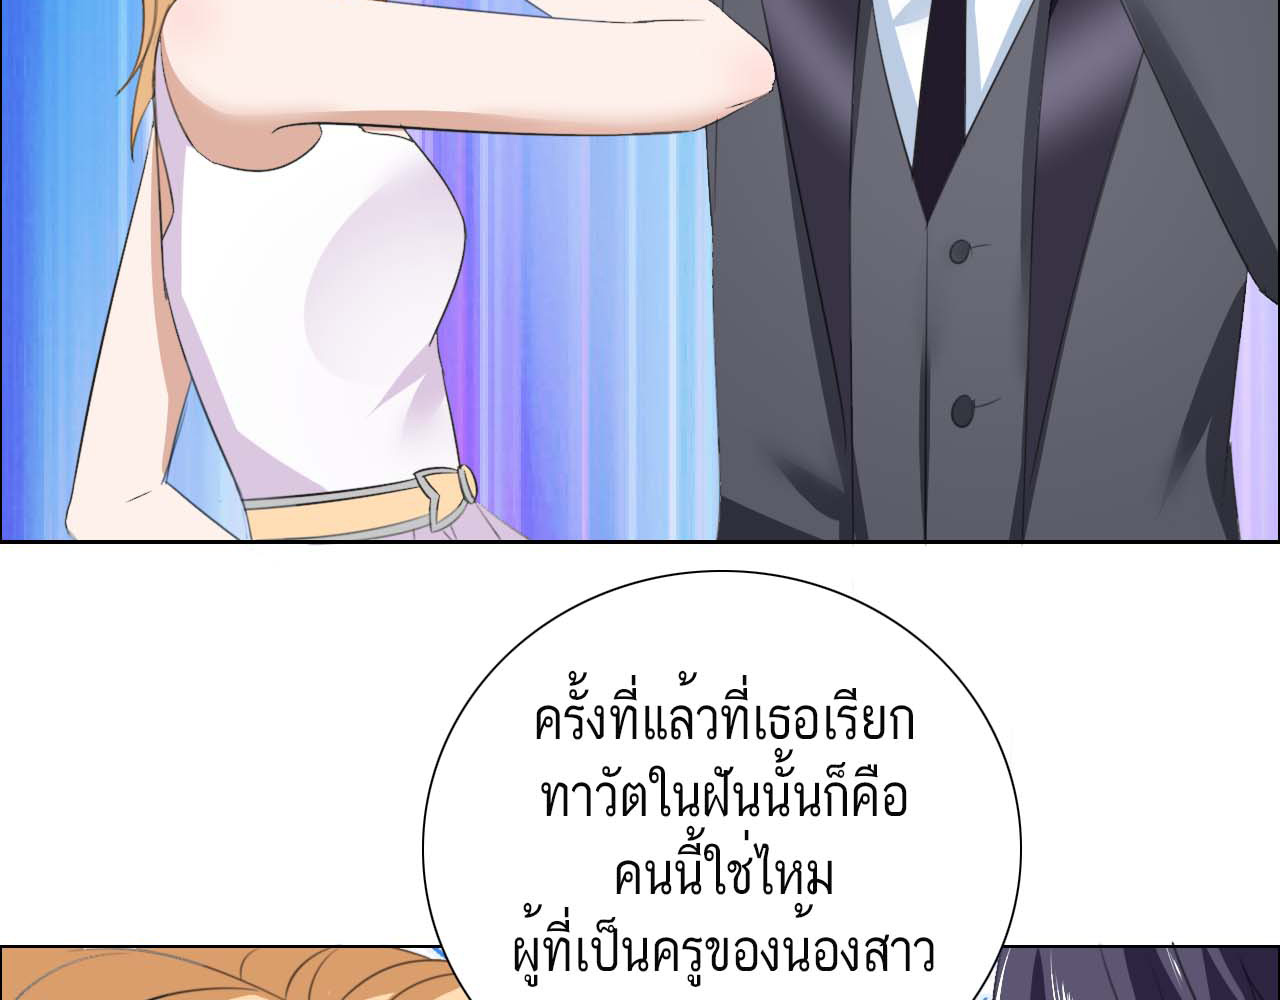 ครั้งที่แล้วที่เธอเรียก
ทาวัตในฝันนั้นก็คือ
คนนี้ใช่ไหม
ผู้ที่เป็นครูของน้องสาว